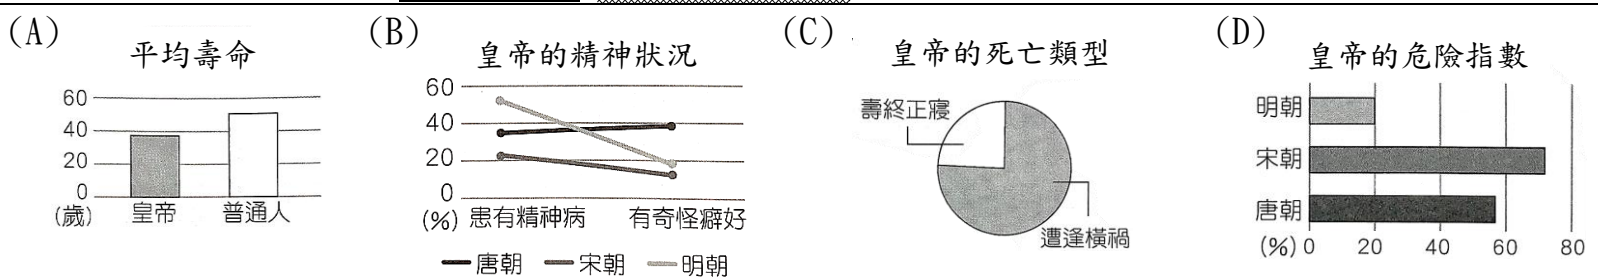 (A)
平均壽命
60
40
20
0
(歲)
皇帝
普通人
(B)
皇帝的精神狀況
60
40
20
0
(%)
患有精神病
有奇怪癖好
唐朝
宋朝
明朝
(C)
皇帝的死亡類型
壽終正寢
遭逢橫禍
(D)
皇帝的危險指數
明朝
宋朝
唐朝
(%) 0 20 40 60 80